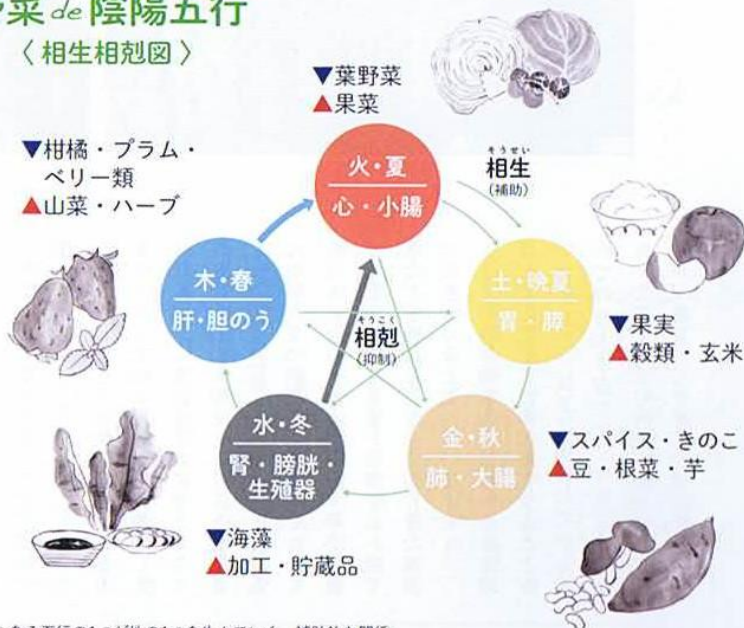 菜 de 陰陽五行
〈 相生相剋図 〉
▼葉野菜
▲果菜
▼柑橘・プラム・
ベリー類
▲山菜・ハーブ
火・夏
心・小腸
そうせい
相生
(補助)
木・春
肝・胆のう
土・晩夏
胃・脾
そうこく
相剋
(抑制)
▼果実
▲穀類・玄米
水・冬
腎・膀胱・
生殖器
金・秋
肺・大腸
▼スパイス・きのこ
▲豆・根菜・芋
▼海藻
▲加工・貯蔵品